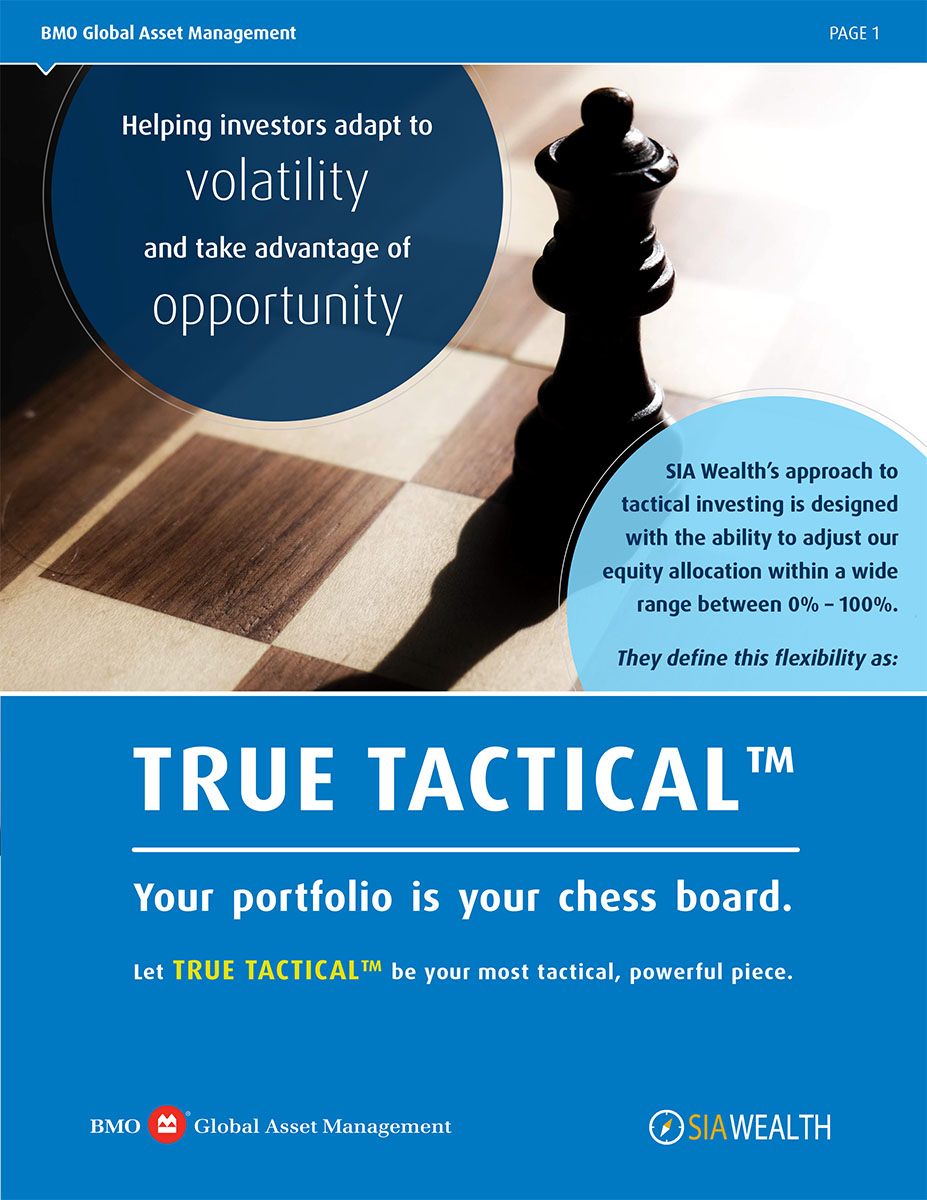 BMO Global Asset Management
PAGE 1
Helping investors adapt to
volatility
and take advantage of
opportunity
SIA Wealth’s approach to
tactical investing is designed
with the ability to adjust our
equity allocation within a wide
range between 0% – 100%.
They define this flexibility as:
TRUE TACTICAL™
Your portfolio is your chess board.
Let TRUE TACTICAL™ be your most tactical, powerful piece.
BMO ® Global Asset Management
SIAWEALTH